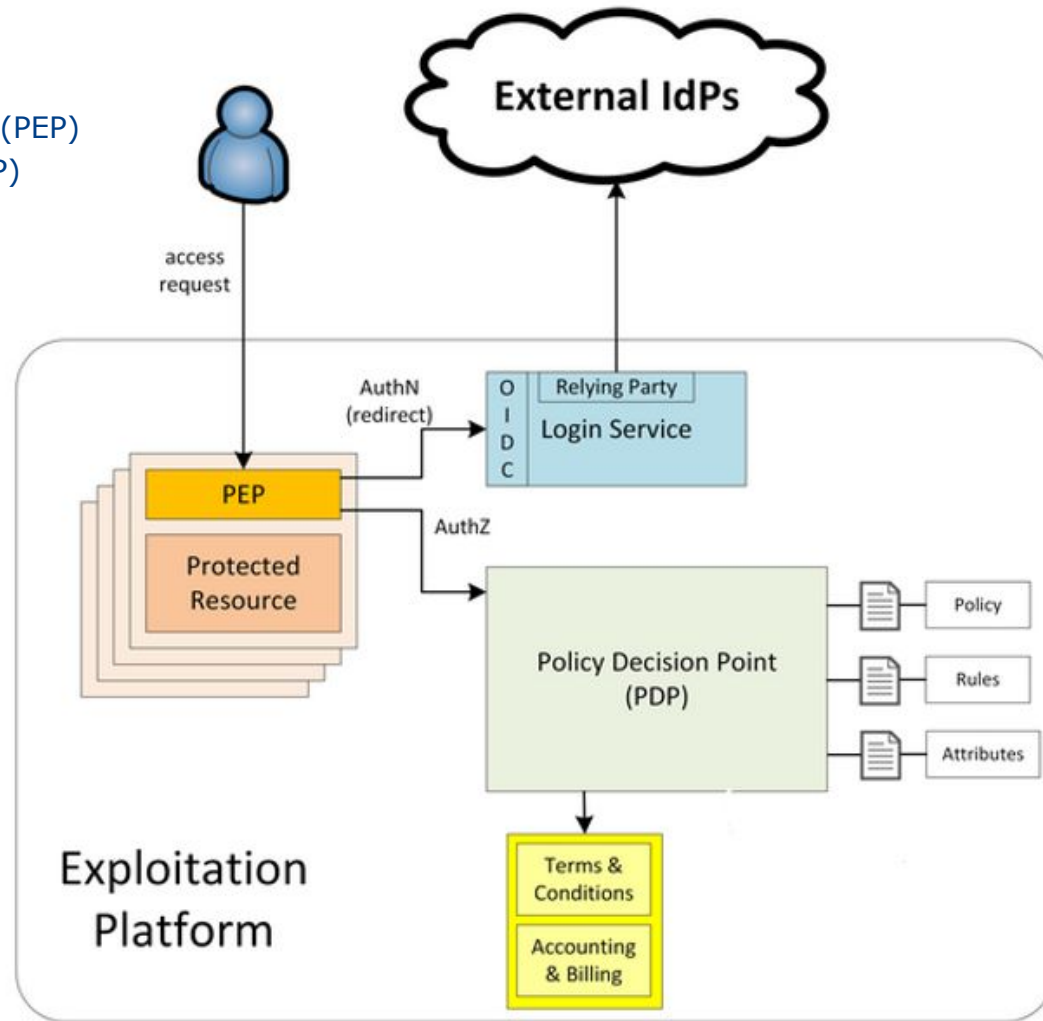 (PEP)
P)
External IdPs
access
request
AuthN
(redirect)
O
I
D
C
Relying Party
Login Service
PEP
Protected
Resource
AuthZ
Policy Decision Point
(PDP)
Policy
Rules
Attributes
Terms &
Conditions
Accounting
& Billing
Exploitation
Platform